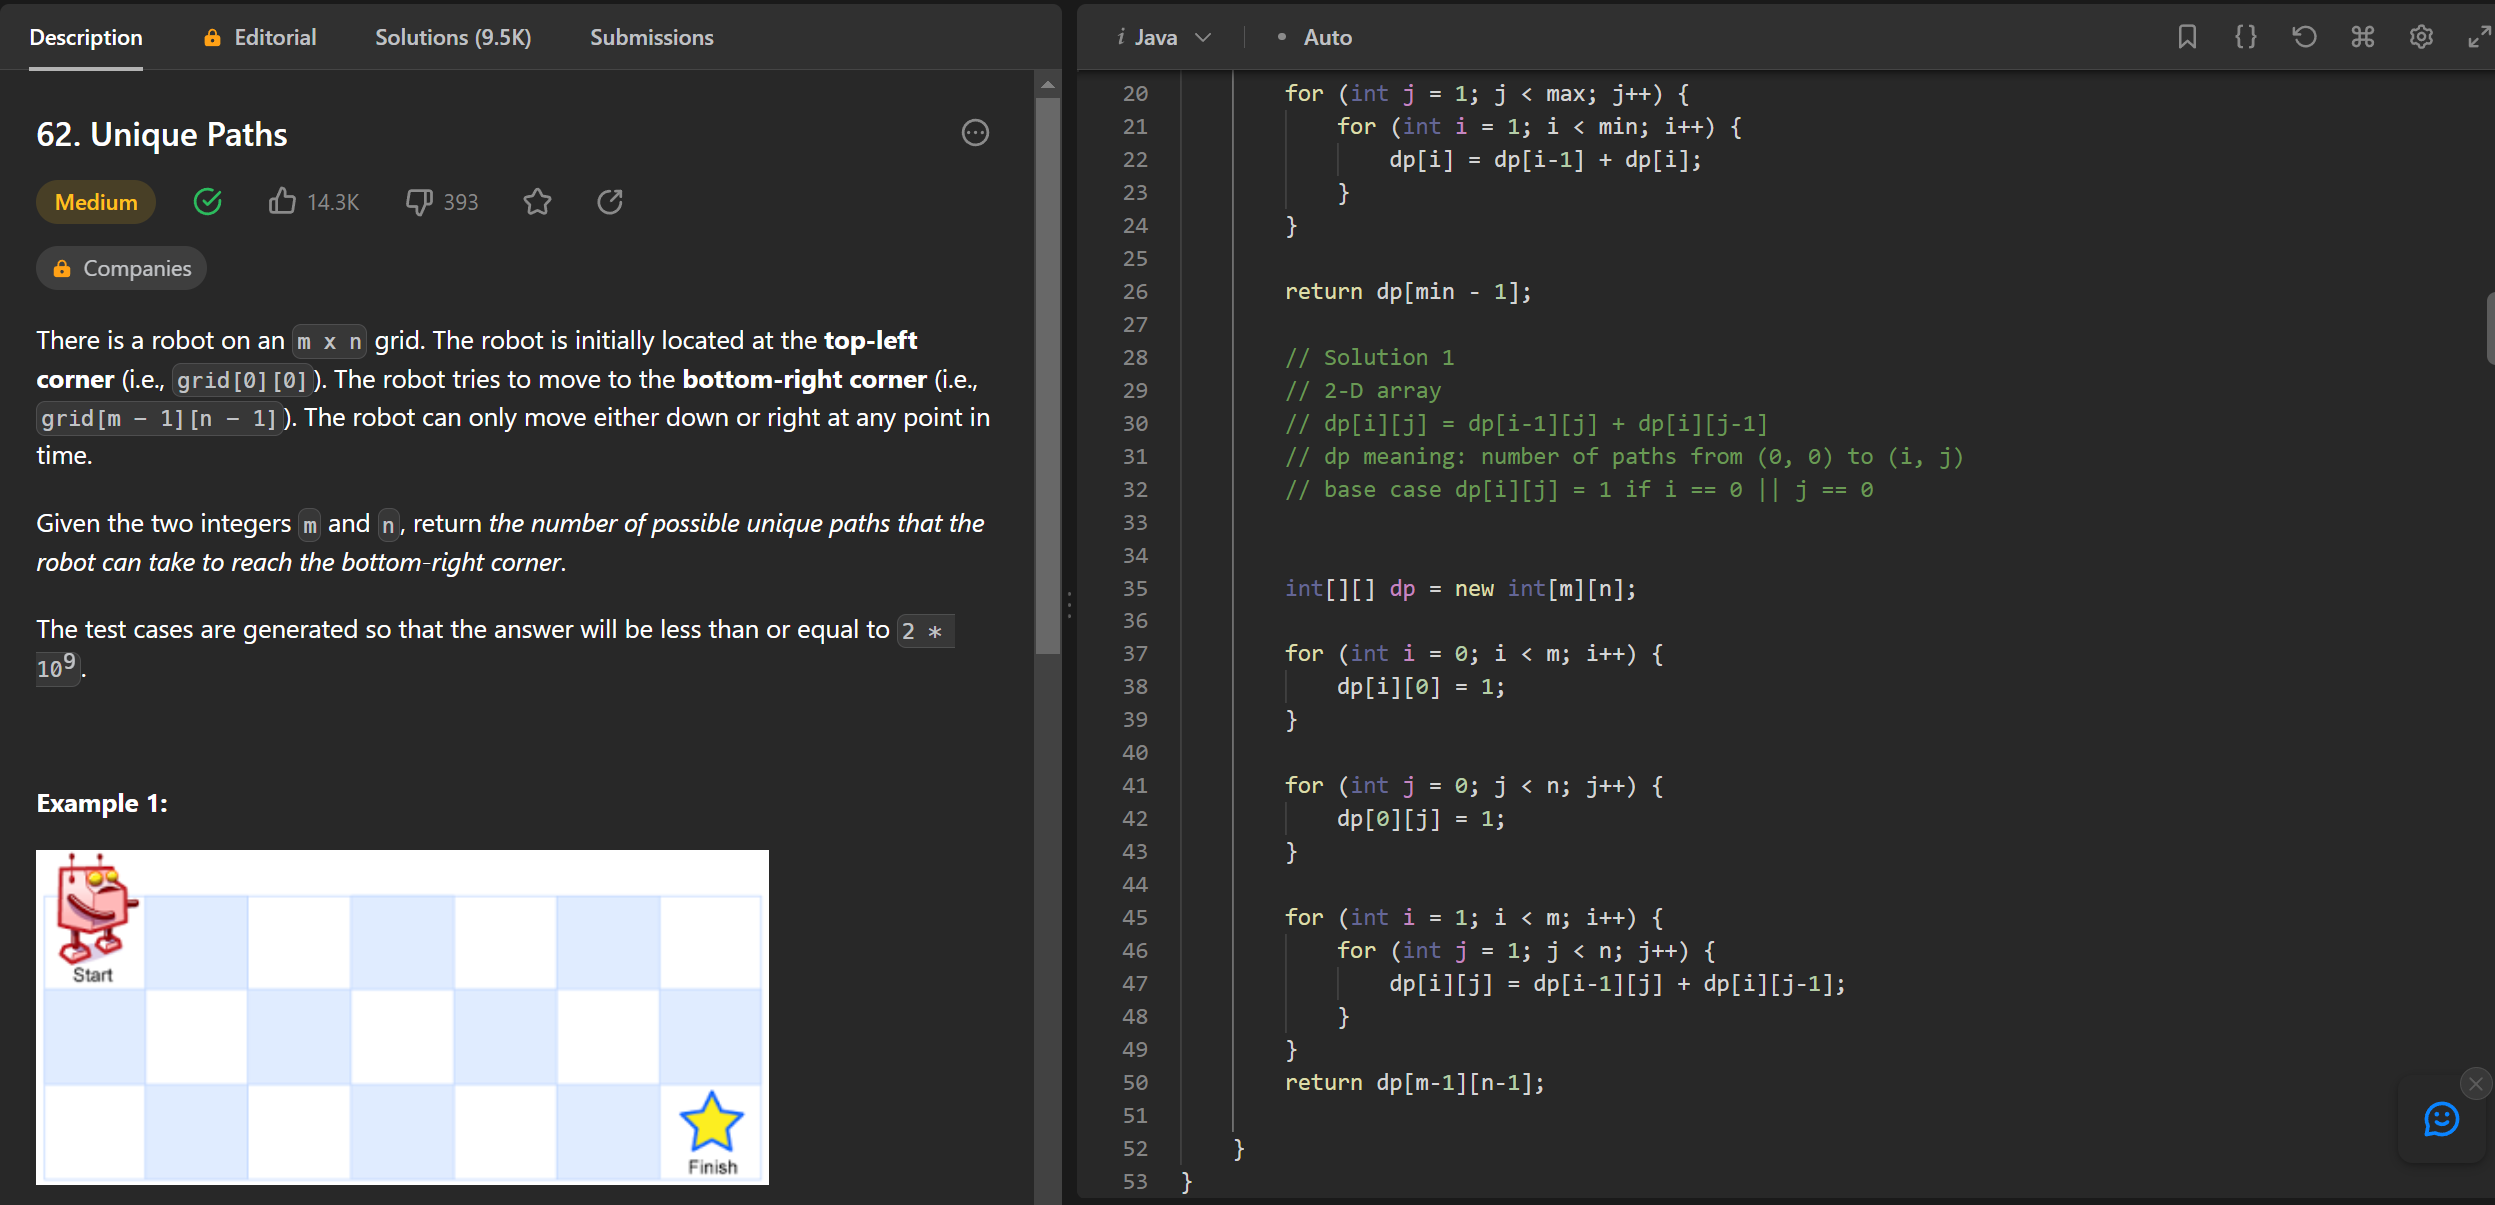 Description
Editorial
Solutions (9.5K)
Submissions
62. Unique Paths
Medium
14.3K
393
Companies
There is a robot on an m x n grid. The robot is initially located at the top-left
corner (i.e., grid[0][0]). The robot tries to move to the bottom-right corner (i.e.,
grid[m - 1][n - 1]). The robot can only move either down or right at any point in
time.
Given the two integers m and n, return the number of possible unique paths that the
robot can take to reach the bottom-right corner.
The test cases are generated so that the answer will be less than or equal to 2 *
10⁹.
Example 1:
Start
Finish
i Java
• Auto
20 for (int j = 1; j < max; j++) {
21 for (int i = 1; i < min; i++) {
22 dp[i] = dp[i-1] + dp[i];
23 }
24 }
25
26 return dp[min - 1];
27
28 // Solution 1
29 // 2-D array
30 // dp[i][j] = dp[i-1][j] + dp[i][j-1]
31 // dp meaning: number of paths from (0, 0) to (i, j)
32 // base case dp[i][j] = 1 if i == 0 || j == 0
33
34
35 int[][] dp = new int[m][n];
36
37 for (int i = 0; i < m; i++) {
38 dp[i][0] = 1;
39 }
40
41 for (int j = 0; j < n; j++) {
42 dp[0][j] = 1;
43 }
44
45 for (int i = 1; i < m; i++) {
46 for (int j = 1; j < n; j++) {
47 dp[i][j] = dp[i-1][j] + dp[i][j-1];
48 }
49 }
50 return dp[m-1][n-1];
51
52 }
53 }